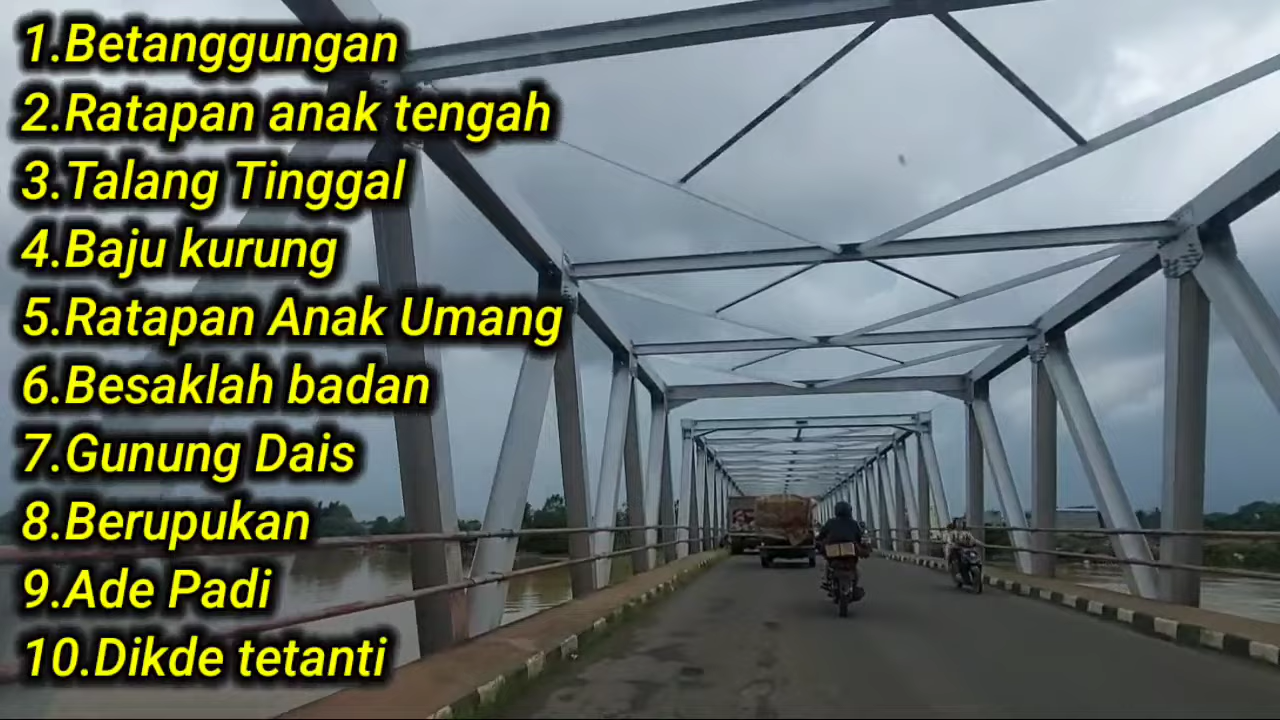 1.Betanggungan
2.Ratapan anak tengah
3.Talang Tinggal
4.Baju kurung
5.Ratapan Anak Umang
6.Besaklah badan
7.Gunung Dais
8.Berupukan
9.Ade Padi
10.Dikde tetanti